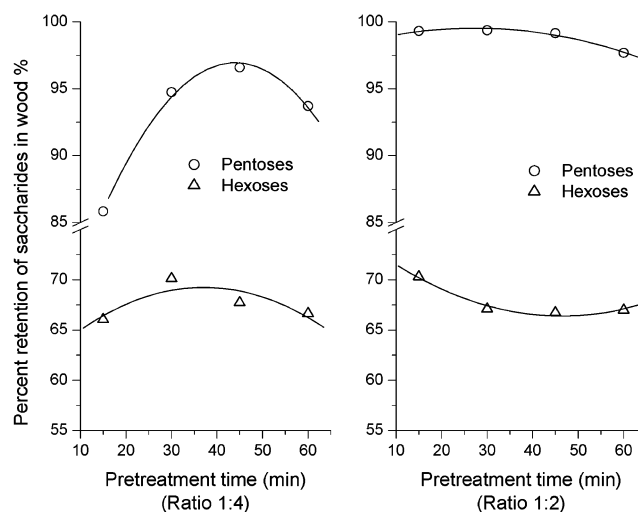 Percent retention of saccharides in wood %
100
95
90
85
70
65
60
55
Pentoses
Hexoses
10 20 30 40 50 60
Pretreatment time (min)
(Ratio 1:4)
100
95
90
85
70
65
60
55
Pentoses
Hexoses
10 20 30 40 50 60
Pretreatment time (min)
(Ratio 1:2)